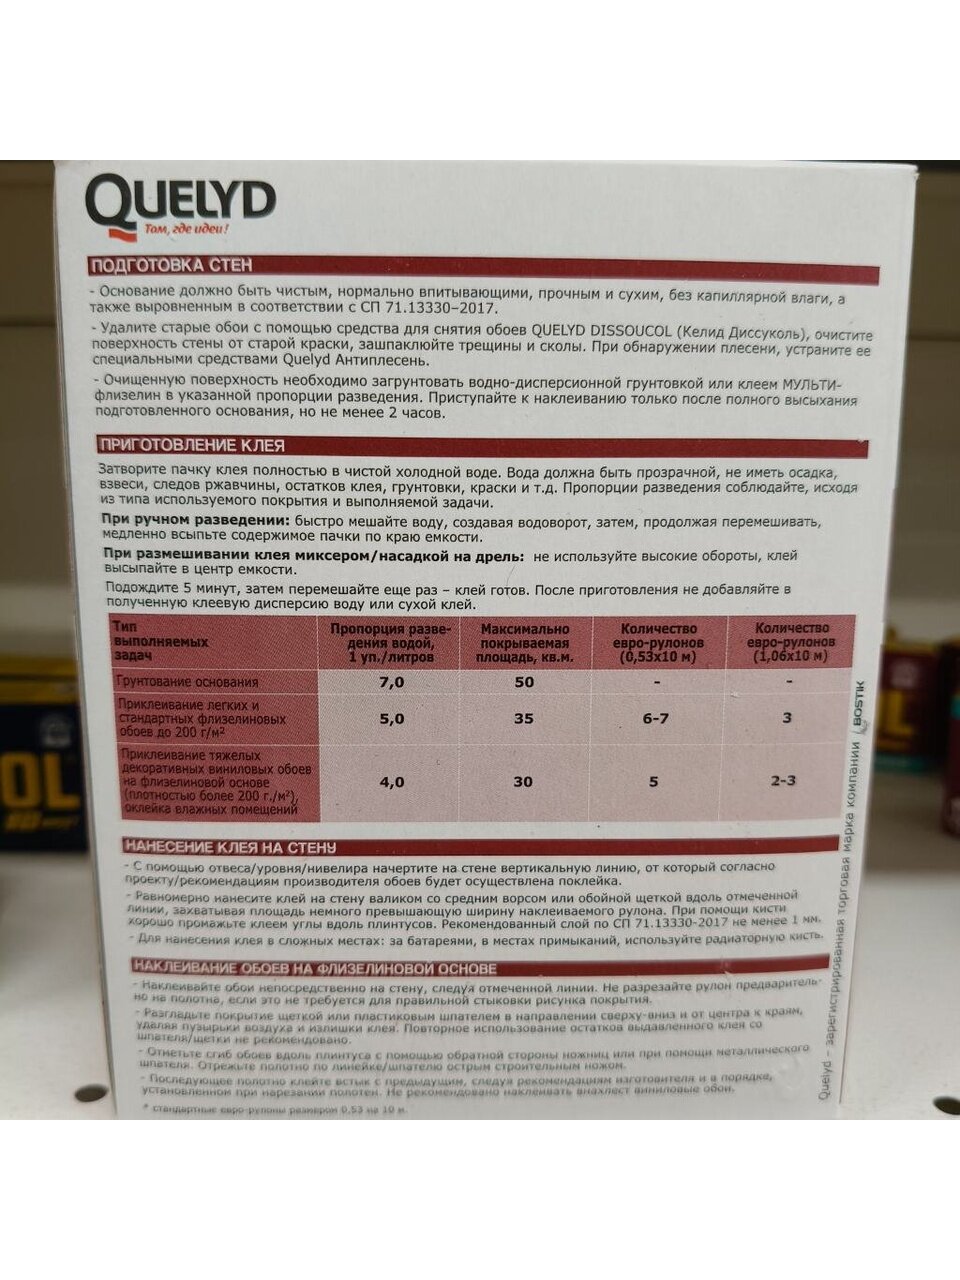 QUELYD
Там, где идеи!
ПОДГОТОВКА СТЕН
- Основание должно быть чистым, нормально впитывающими, прочным и сухим, без капиллярной влаги, а
также выровненным в соответствии с СП 71.13330–2017.
- Удалите старые обои с помощью средства для снятия обоев QUELYD DISSOUCOL (Келид Диссуколь), очистите
поверхность стены от старой краски, зашпаклюйте трещины и сколы. При обнаружении плесени, устраните ее
специальными средствами Quelyd Антиплесень.
- Очищенную поверхность необходимо загрунтовать водно-дисперсионной грунтовкой или клеем МУЛЬТИ-
флизелин в указанной пропорции разведения. Приступайте к наклеиванию только после полного высыхания
подготовленного основания, но не менее 2 часов.
ПРИГОТОВЛЕНИЕ КЛЕЯ
Затворите пачку клея полностью в чистой холодной воде. Вода должна быть прозрачной, не иметь осадка,
взвеси, следов ржавчины, остатков клея, грунтовки, краски и т.д. Пропорции разведения соблюдайте, исходя
из типа используемого покрытия и выполняемой задачи.
При ручном разведении: быстро мешайте воду, создавая водоворот, затем, продолжая перемешивать,
медленно всыпьте содержимое пачки по краю емкости.
При размешивании клея миксером/насадкой на дрель: не используйте высокие обороты, клей
высыпайте в центр емкости.
Подождите 5 минут, затем перемешайте еще раз – клей готов. После приготовления не добавляйте в
полученную клеевую дисперсию воду или сухой клей.
Тип
выполняемых
задач
Пропорция разве-
дения водой,
1 уп./литров
Максимально
покрываемая
площадь, кв.м.
Количество
евро-рулонов
(0,53х10 м)
Количество
евро-рулонов
(1,06х10 м)
Грунтование основания
7,0
50
-
-
Приклеивание легких и
стандартных флизелиновых
обоев до 200 г/м²
5,0
35
6-7
3
Приклеивание тяжелых
декоративных виниловых обоев
на флизелиновой основе
(плотностью более 200 г./м²),
оклейка влажных помещений
4,0
30
5
2-3
НАНЕСЕНИЕ КЛЕЯ НА СТЕНУ
- С помощью отвеса/уровня/нивелира начертите на стене вертикальную линию, от который согласно
проекту/рекомендациям производителя обоев будет осуществлена поклейка.
- Равномерно нанесите клей на стену валиком со средним ворсом или обойной щеткой вдоль отмеченной
линии, захватывая площадь немного превышающую ширину наклеиваемого рулона. При помощи кисти
хорошо промажьте клеем углы вдоль плинтусов. Рекомендованный слой по СП 71.13330-2017 не менее 1 мм.
- Для нанесения клея в сложных местах: за батареями, в местах примыканий, используйте радиаторную кисть.
НАКЛЕИВАНИЕ ОБОЕВ НА ФЛИЗЕЛИНОВОЙ ОСНОВЕ
- Наклеивайте обои непосредственно на стену, следуя отмеченной линии. Не разрезайте рулон предваритель-
но на полотна, если это не требуется для правильной стыковки рисунка покрытия.
- Разгладьте покрытие щеткой или пластиковым шпателем в направлении сверху-вниз и от центра к краям,
удаляя пузырьки воздуха и излишки клея. Повторное использование остатков выдавленного клея со
шпателя/щетки не рекомендовано.
- Отметьте сгиб обоев вдоль плинтуса с помощью обратной стороны ножниц или при помощи металлического
шпателя. Отрежьте полотно по линейке/шпателю острым строительным ножом.
- Последующее полотно клейте встык с предыдущим, следуя рекомендациям изготовителя и в порядке,
установленном при нарезании полотен. Не рекомендовано наклеивать внахлест виниловые обои.
* стандартные евро-рулоны размером 0,53 на 10 м.
Quelyd – зарегистрированная торговая марка компании BOSTIK
OL
OL